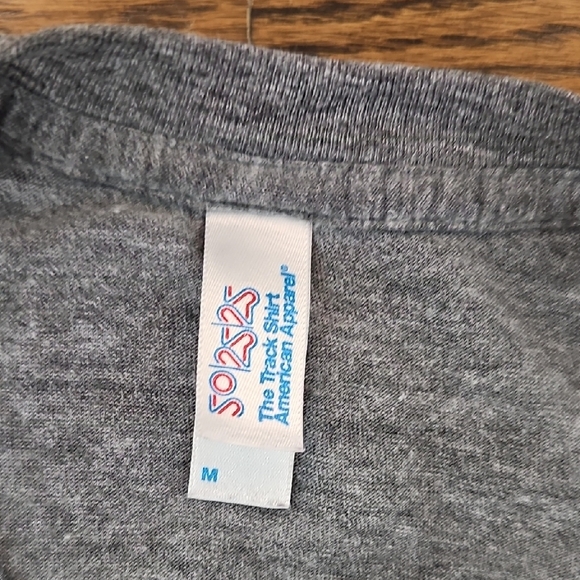 50/25/25
The Track Shirt
American Apparel®
M